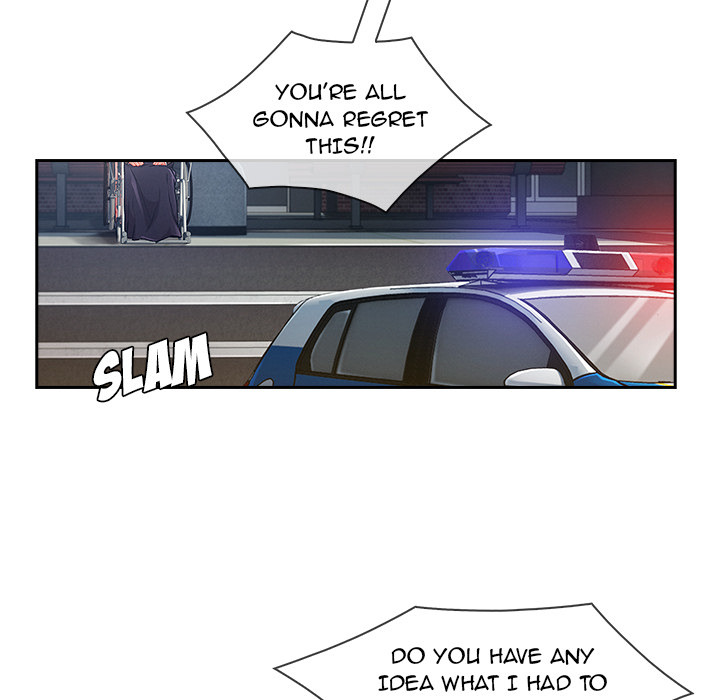 YOU'RE ALL
GONNA REGRET
THIS!!
SLAM
DO YOU HAVE ANY
IDEA WHAT I HAD TO